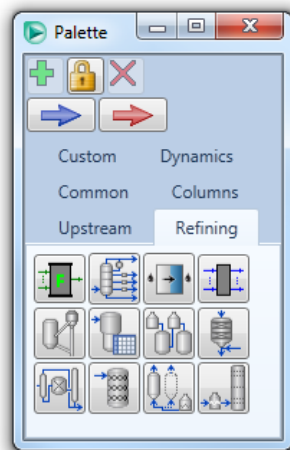 Palette
Custom Dynamics
Common Columns
Upstream Refining
F